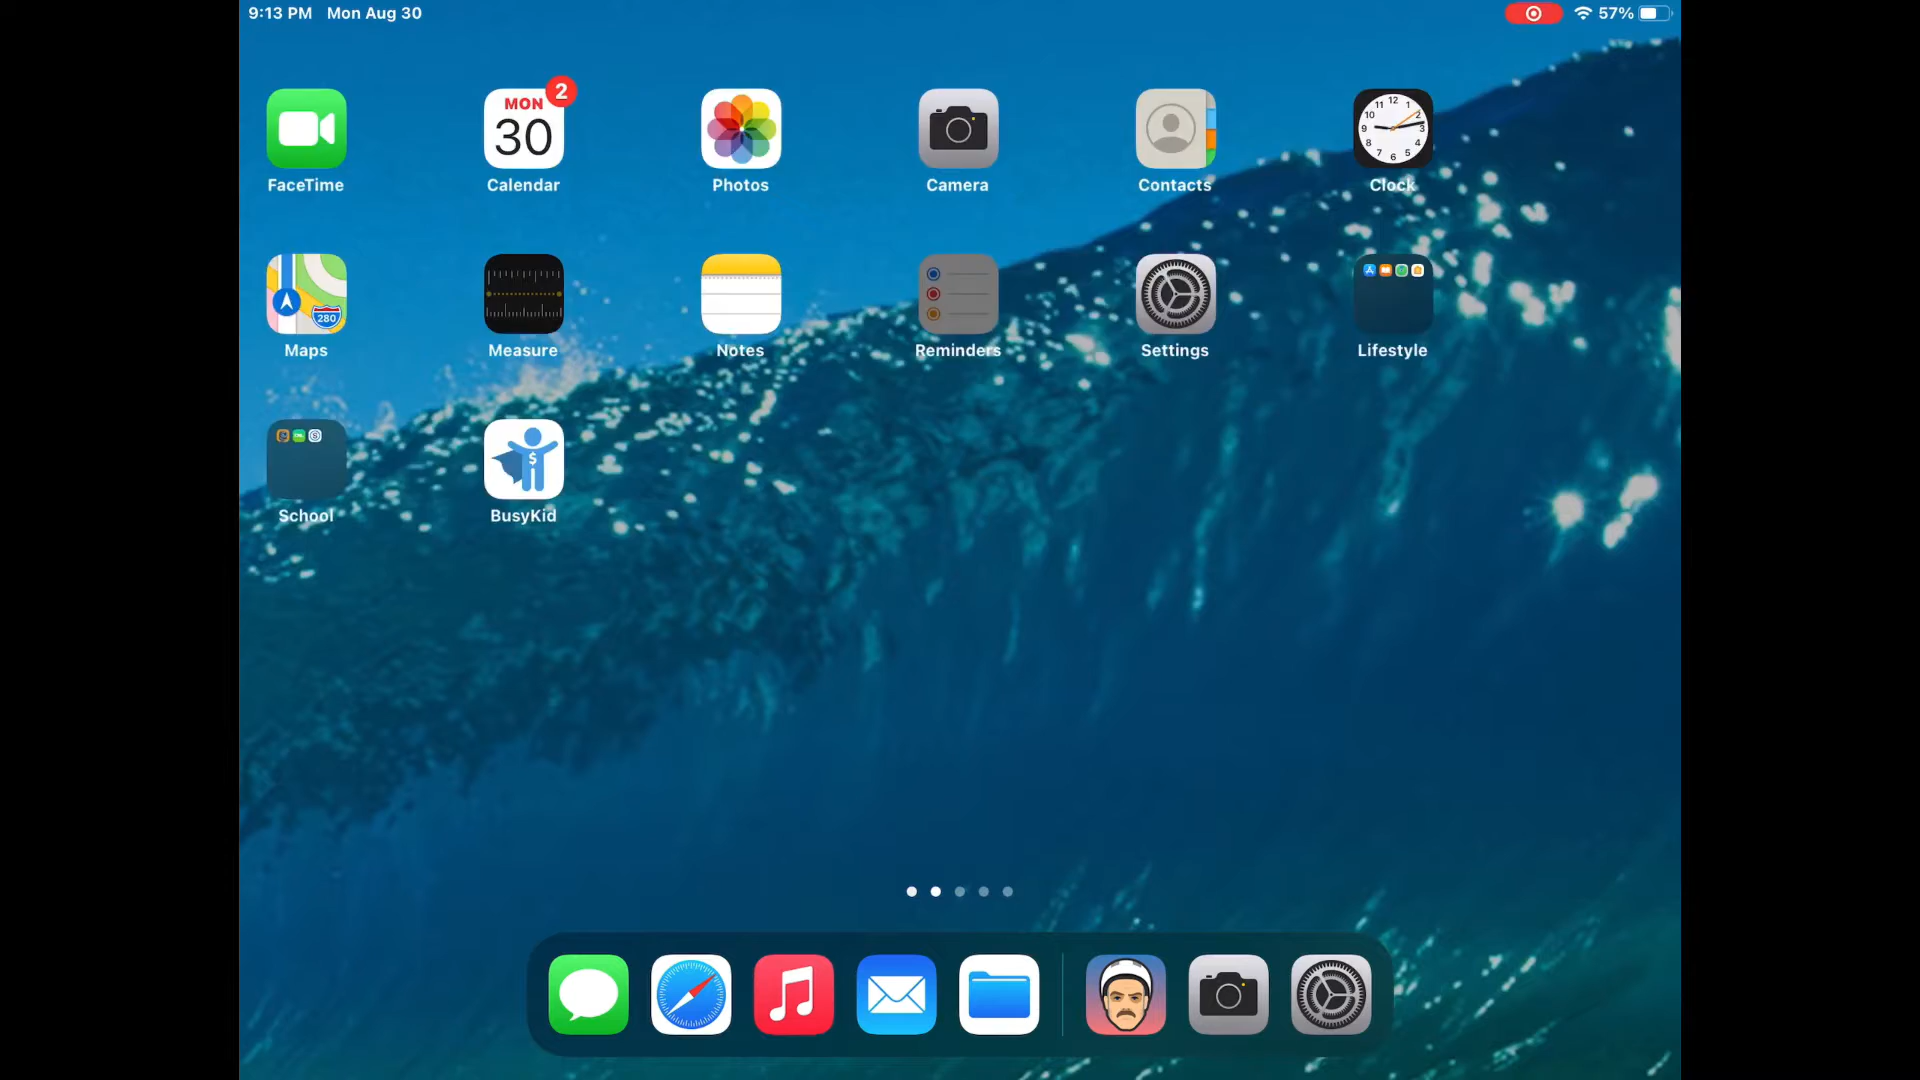 9:13 PM Mon Aug 30 57%
MON 2
30
FaceTime Calendar Photos Camera Contacts Clock
280
Maps Measure Notes Reminders Settings Lifestyle
$
School BusyKid